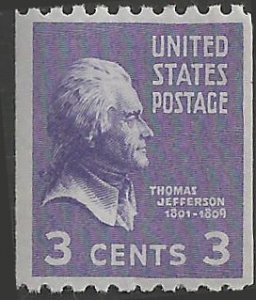 UNITED
STATES
POSTAGE
THOMAS
JEFFERSON
1801-1809
3 CENTS 3